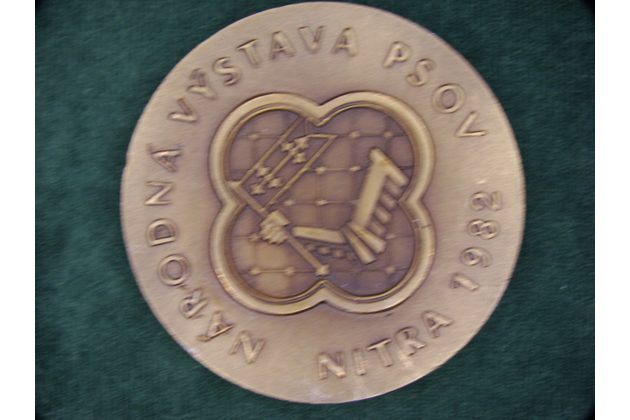 NÁRODNÁ VÝSTAVA PSOV
NITRA 1982